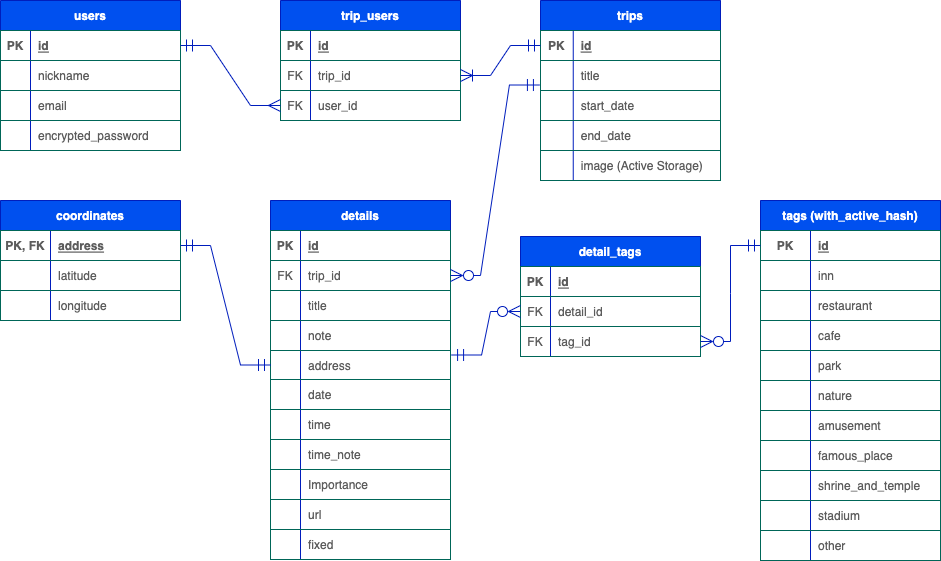 users
PK id
nickname
email
encrypted_password
trip_users
PK id
FK trip_id
FK user_id
trips
PK id
title
start_date
end_date
image (Active Storage)
coordinates
PK, FK address
latitude
longitude
details
PK id
FK trip_id
title
note
address
date
time
time_note
Importance
url
fixed
detail_tags
PK id
FK detail_id
FK tag_id
tags (with_active_hash)
PK id
inn
restaurant
cafe
park
nature
amusement
famous_place
shrine_and_temple
stadium
other